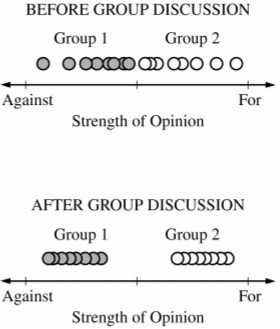 BEFORE GROUP DISCUSSION
Group 1 Group 2
Against For
Strength of Opinion
AFTER GROUP DISCUSSION
Group 1 Group 2
Against For
Strength of Opinion